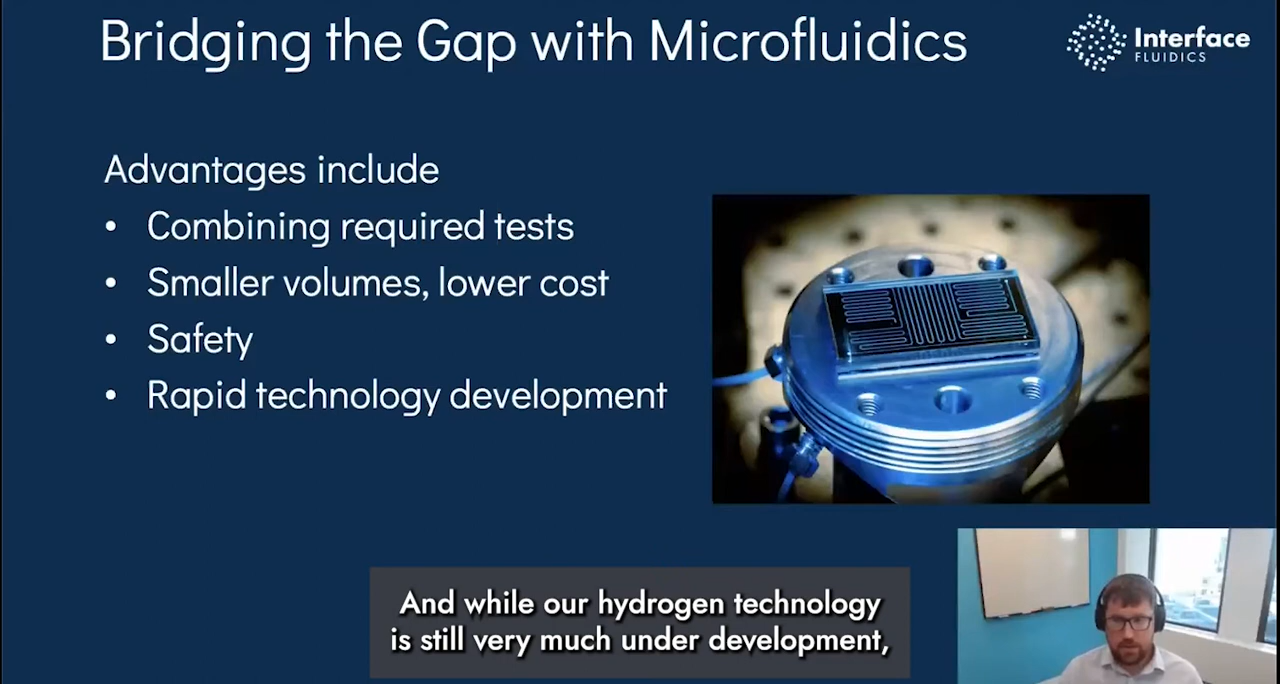 Bridging the Gap with Microfluidics
Interface
FLUIDICS
Advantages include
• Combining required tests
• Smaller volumes, lower cost
• Safety
• Rapid technology development
And while our hydrogen technology
is still very much under development,